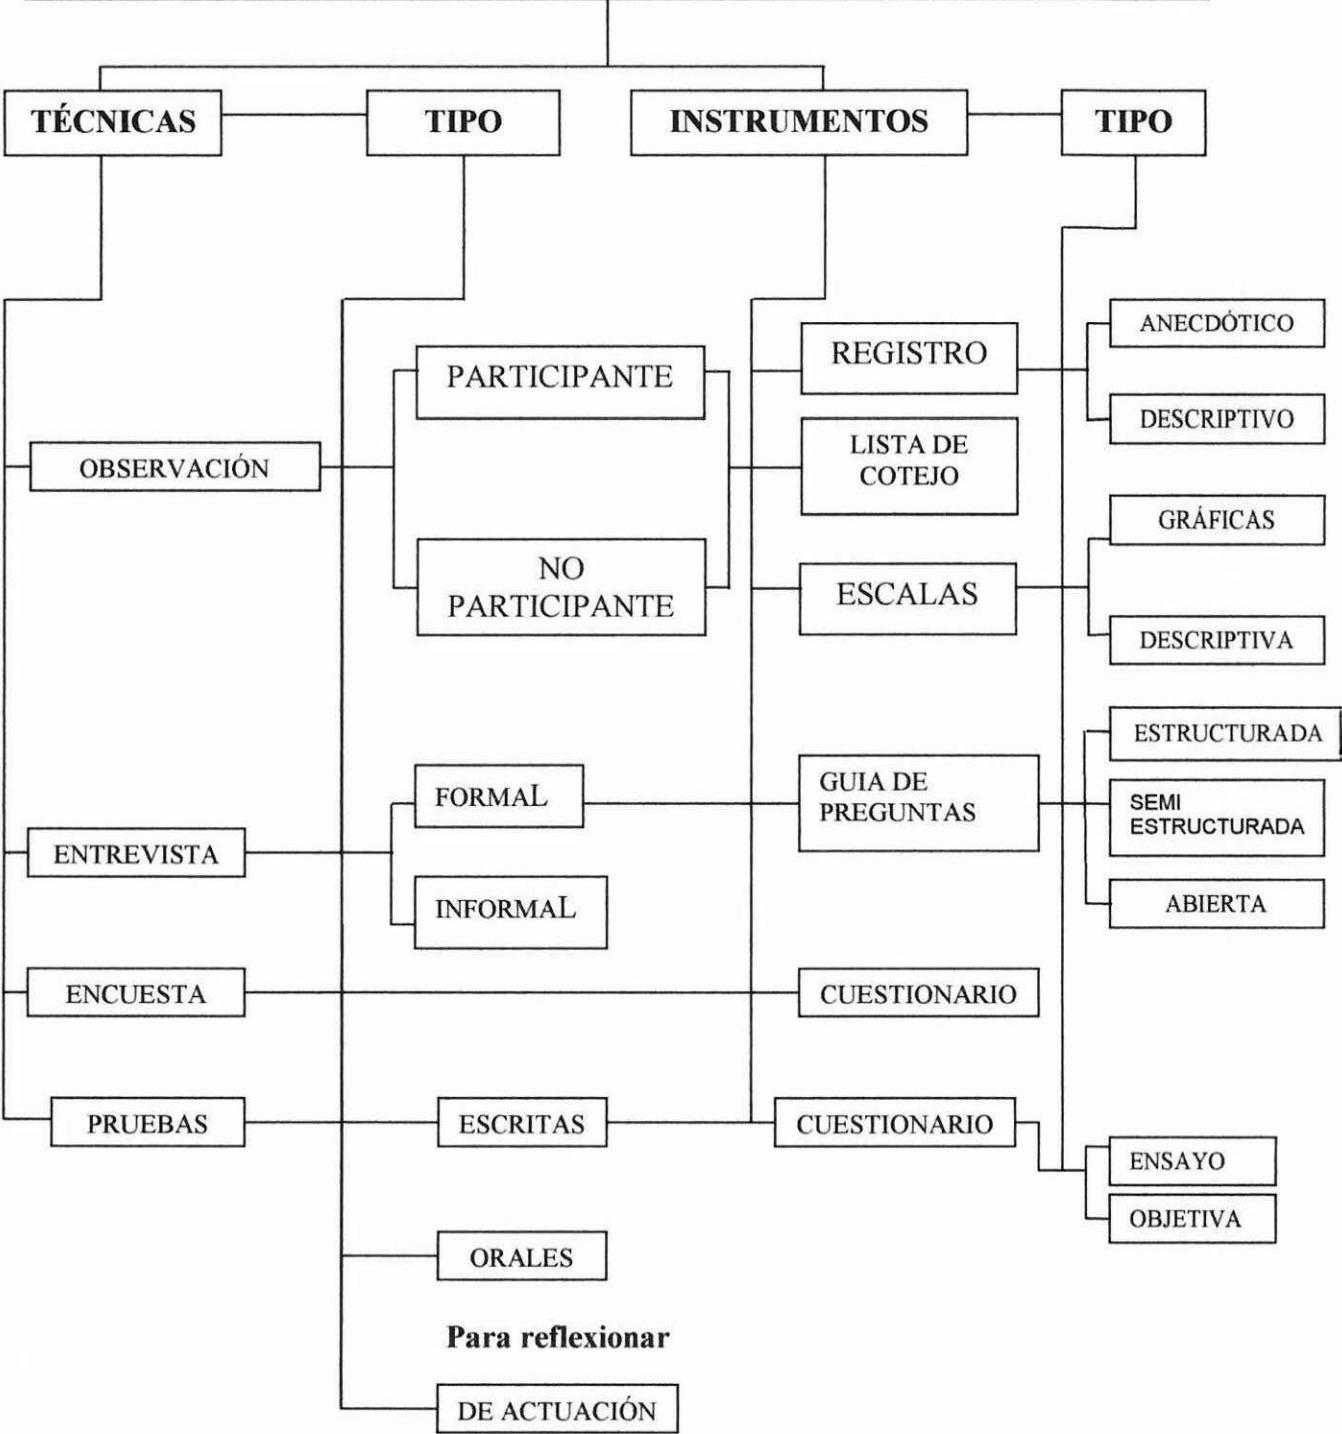 TÉCNICAS
TIPO
INSTRUMENTOS
TIPO
ANECDÓTICO
REGISTRO
PARTICIPANTE
DESCRIPTIVO
LISTA DE
COTEJO
OBSERVACIÓN
GRÁFICAS
NO
PARTICIPANTE
ESCALAS
DESCRIPTIVA
ESTRUCTURADA
GUIA DE
PREGUNTAS
FORMAL
SEMI
ESTRUCTURADA
ENTREVISTA
INFORMAL
ABIERTA
ENCUESTA
CUESTIONARIO
PRUEBAS
ESCRITAS
CUESTIONARIO
ENSAYO
OBJETIVA
ORALES
Para reflexionar
DE ACTUACIÓN